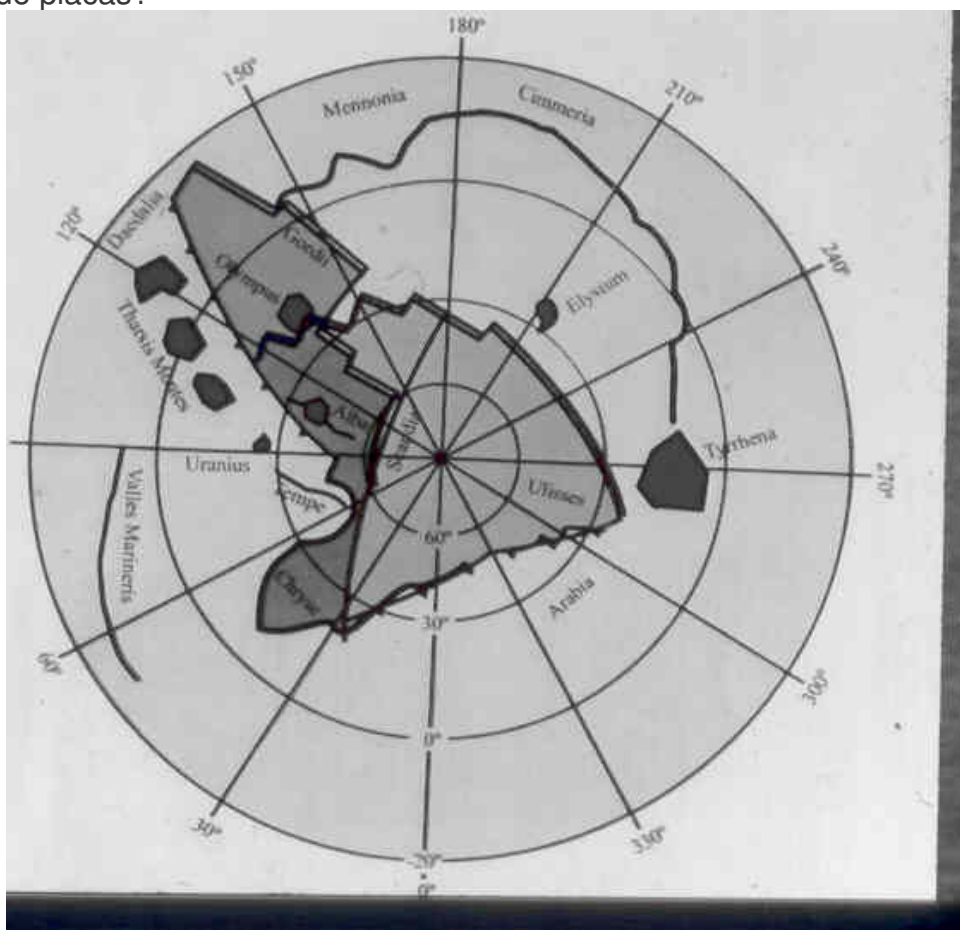 de placas?
180°
150°
210°
Mennonia
Cimmeria
Daedalia
120°
Gordii
Olympus
Elysium
240°
Tharsis Montes
Alba
Scandia
Tyrrhena
Uranius
Tempe
Ulisses
270°
Valles Marineris
60°
Chryse
Arabia
30°
60°
300°
0°
30°
330°
-20°
0°